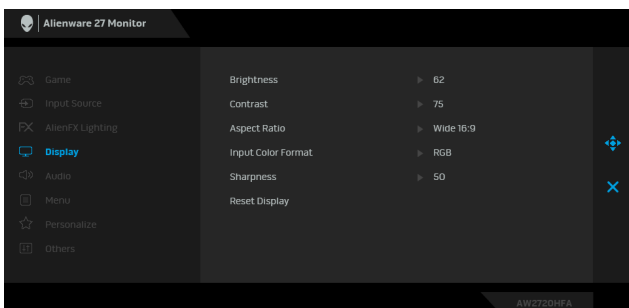 Alienware 27 Monitor
Game
Input Source
AlienFX Lighting
Display
Audio
Menu
Personalize
Others
Brightness 62
Contrast 75
Aspect Ratio Wide 16:9
Input Color Format RGB
Sharpness 50
Reset Display
AW2720HFA